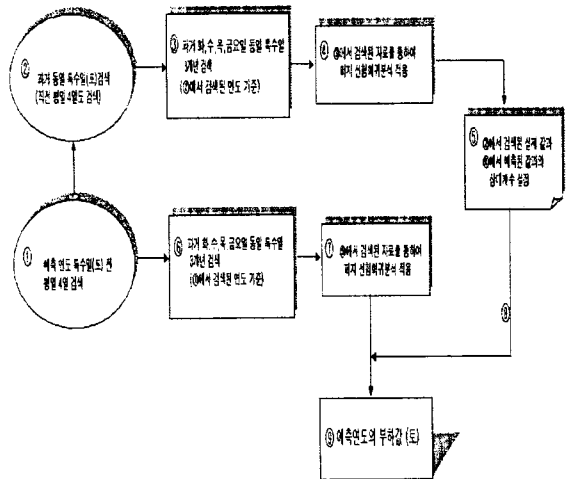 ② 과거 동일 특수일(토)검색
(직전 평일 4일도 검색)
③ 과거 화,수,목,금요일 동일 특수일
3개년 검색
(②에서 검색된 연도 기준)
④ ③에서 검색된 자료를 통하여
퍼지 선형회귀분석 적용
⑤ ②에서 검색된 실제 값과
④에서 예측된 값과의
상대계수 설정
① 예측 연도 특수일(토) 전
평일 4일 검색
⑥ 과거 화,수,목,금요일 동일 특수일
3개년 검색
(①에서 검색된 연도 기준)
⑦ ⑥에서 검색된 자료를 통하여
퍼지 선형회귀분석 적용
⑧
⑨ 예측연도의 부하값 (토)